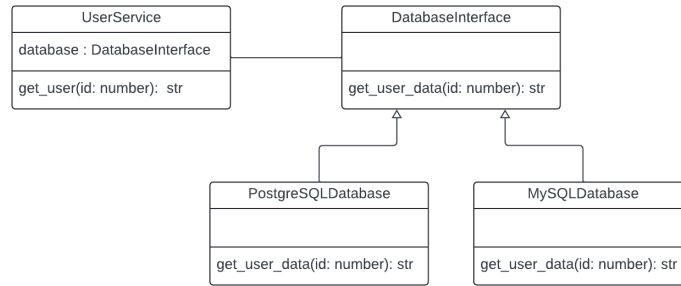 UserService
database : DatabaseInterface
get_user(id: number):  str
DatabaseInterface
get_user_data(id: number): str
PostgreSQLDatabase
get_user_data(id: number): str
MySQLDatabase
get_user_data(id: number): str